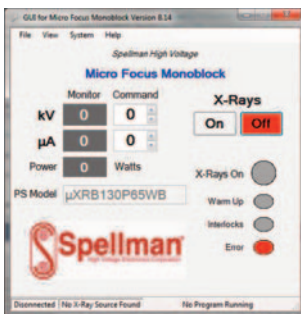 GUI for Micro Focus Monoblock Version 8.14
File View System Help
Spellman High Voltage
Micro Focus Monoblock
Monitor Command
X-Rays
kV 0 0
On Off
µA 0 0
Power 0 Watts
X-Rays On
PS Model µXRB130P65WB
Warm Up
Interlocks
Error
Spellman
High Voltage Electronics Corporation
Disconnected No X-Ray Source Found No Program Running